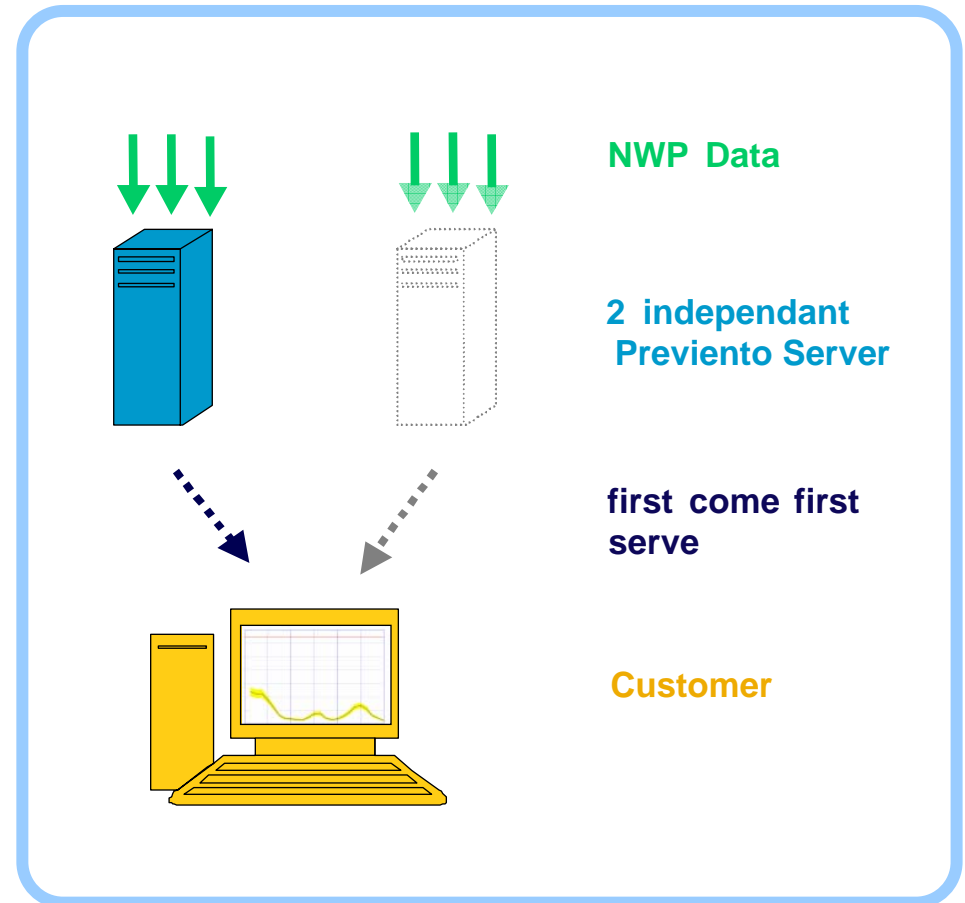 NWP Data
2 independant
Previento Server
first come first
serve
Customer